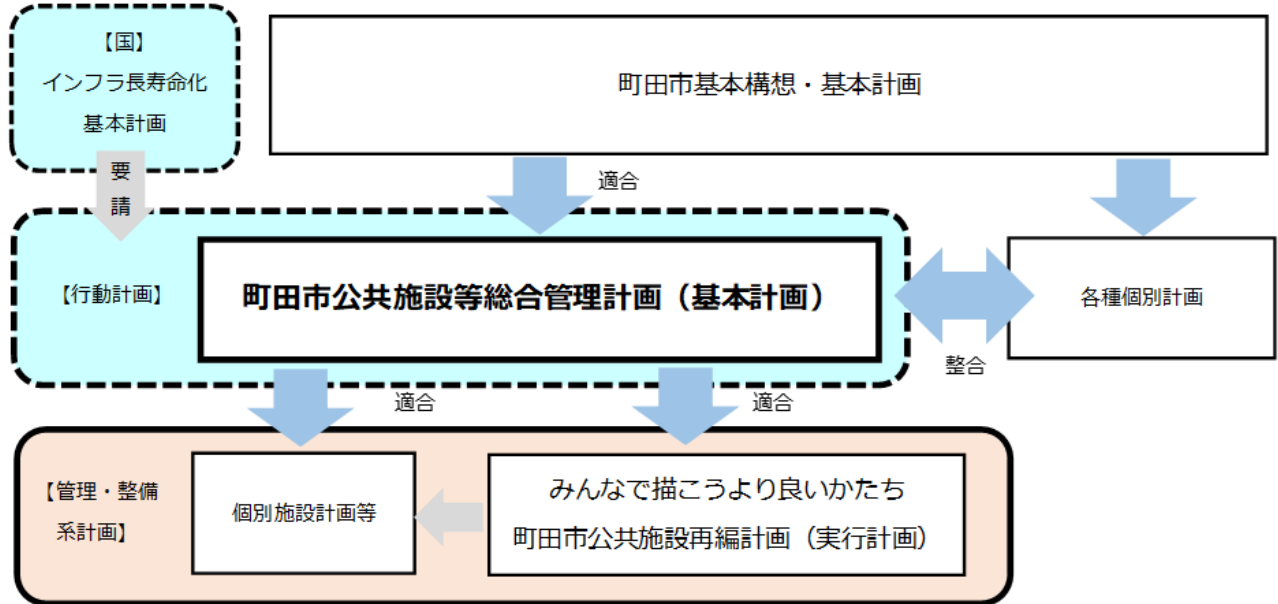 【国】
インフラ長寿命化
基本計画
町田市基本構想・基本計画
要
請
適合
【行動計画】
町田市公共施設等総合管理計画（基本計画）
各種個別計画
整合
適合
適合
【管理・整備
系計画】
個別施設計画等
みんなで描こうより良いかたち
町田市公共施設再編計画（実行計画）